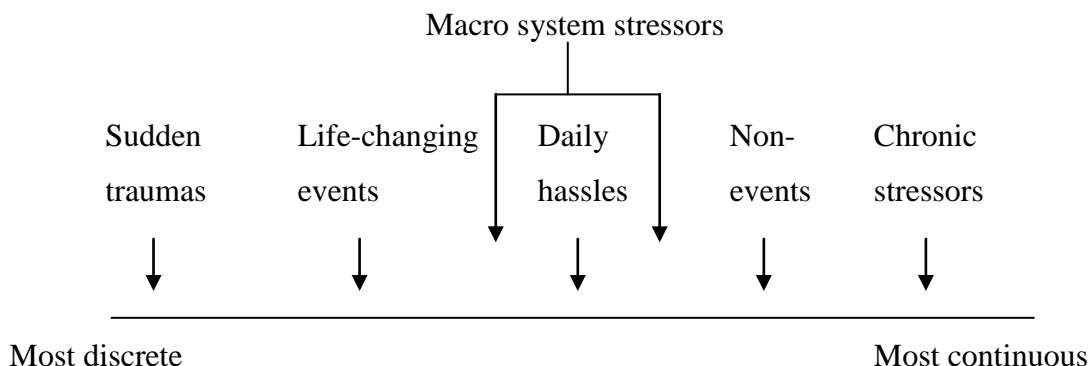 Macro system stressors
Sudden traumas
Life-changing events
Daily hassles
Non-events
Chronic stressors
Most discrete
Most continuous